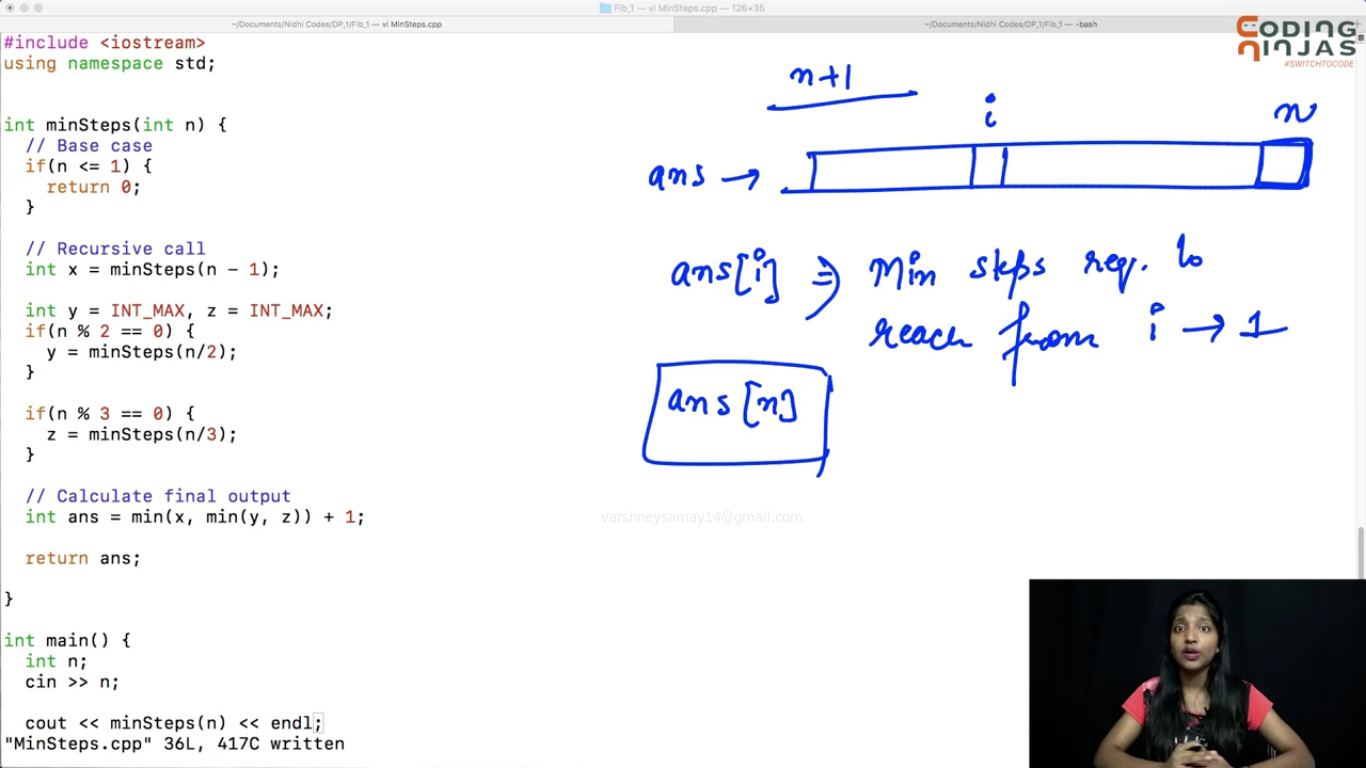 Fib_1 — vi MinSteps.cpp — 126×35
~/Documents/Nidhi Codes/DP_1/Fib_1 — vi MinSteps.cpp
~/Documents/Nidhi Codes/DP_1/Fib_1 — -bash
CODING
NINJAS
#SWITCHTOCODE
#include <iostream>
using namespace std;
int minSteps(int n) {
// Base case
if(n <= 1) {
return 0;
}
// Recursive call
int x = minSteps(n - 1);
int y = INT_MAX, z = INT_MAX;
if(n % 2 == 0) {
y = minSteps(n/2);
}
if(n % 3 == 0) {
z = minSteps(n/3);
}
// Calculate final output
int ans = min(x, min(y, z)) + 1;
return ans;
}
int main() {
int n;
cin >> n;
cout << minSteps(n) << endl;
"MinSteps.cpp" 36L, 417C written
n+1
i
n
ans →
ans[i] ⇒ Min steps req. to
reach from i → 1
ans[n]
varshneysamay14@gmail.com